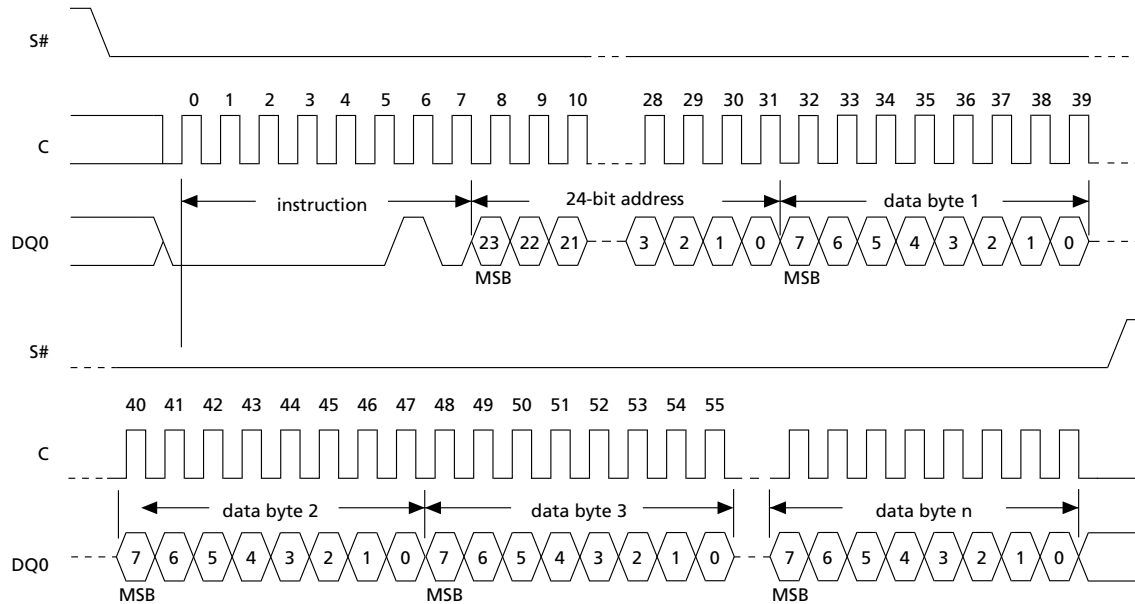 S#
0 1 2 3 4 5 6 7 8 9 10 28 29 30 31 32 33 34 35 36 37 38 39
C
instruction 24-bit address data byte 1
DQ0 23 22 21 3 2 1 0 7 6 5 4 3 2 1 0
MSB MSB
S#
40 41 42 43 44 45 46 47 48 49 50 51 52 53 54 55
C
data byte 2 data byte 3 data byte n
DQ0 7 6 5 4 3 2 1 0 7 6 5 4 3 2 1 0 7 6 5 4 3 2 1 0
MSB MSB MSB